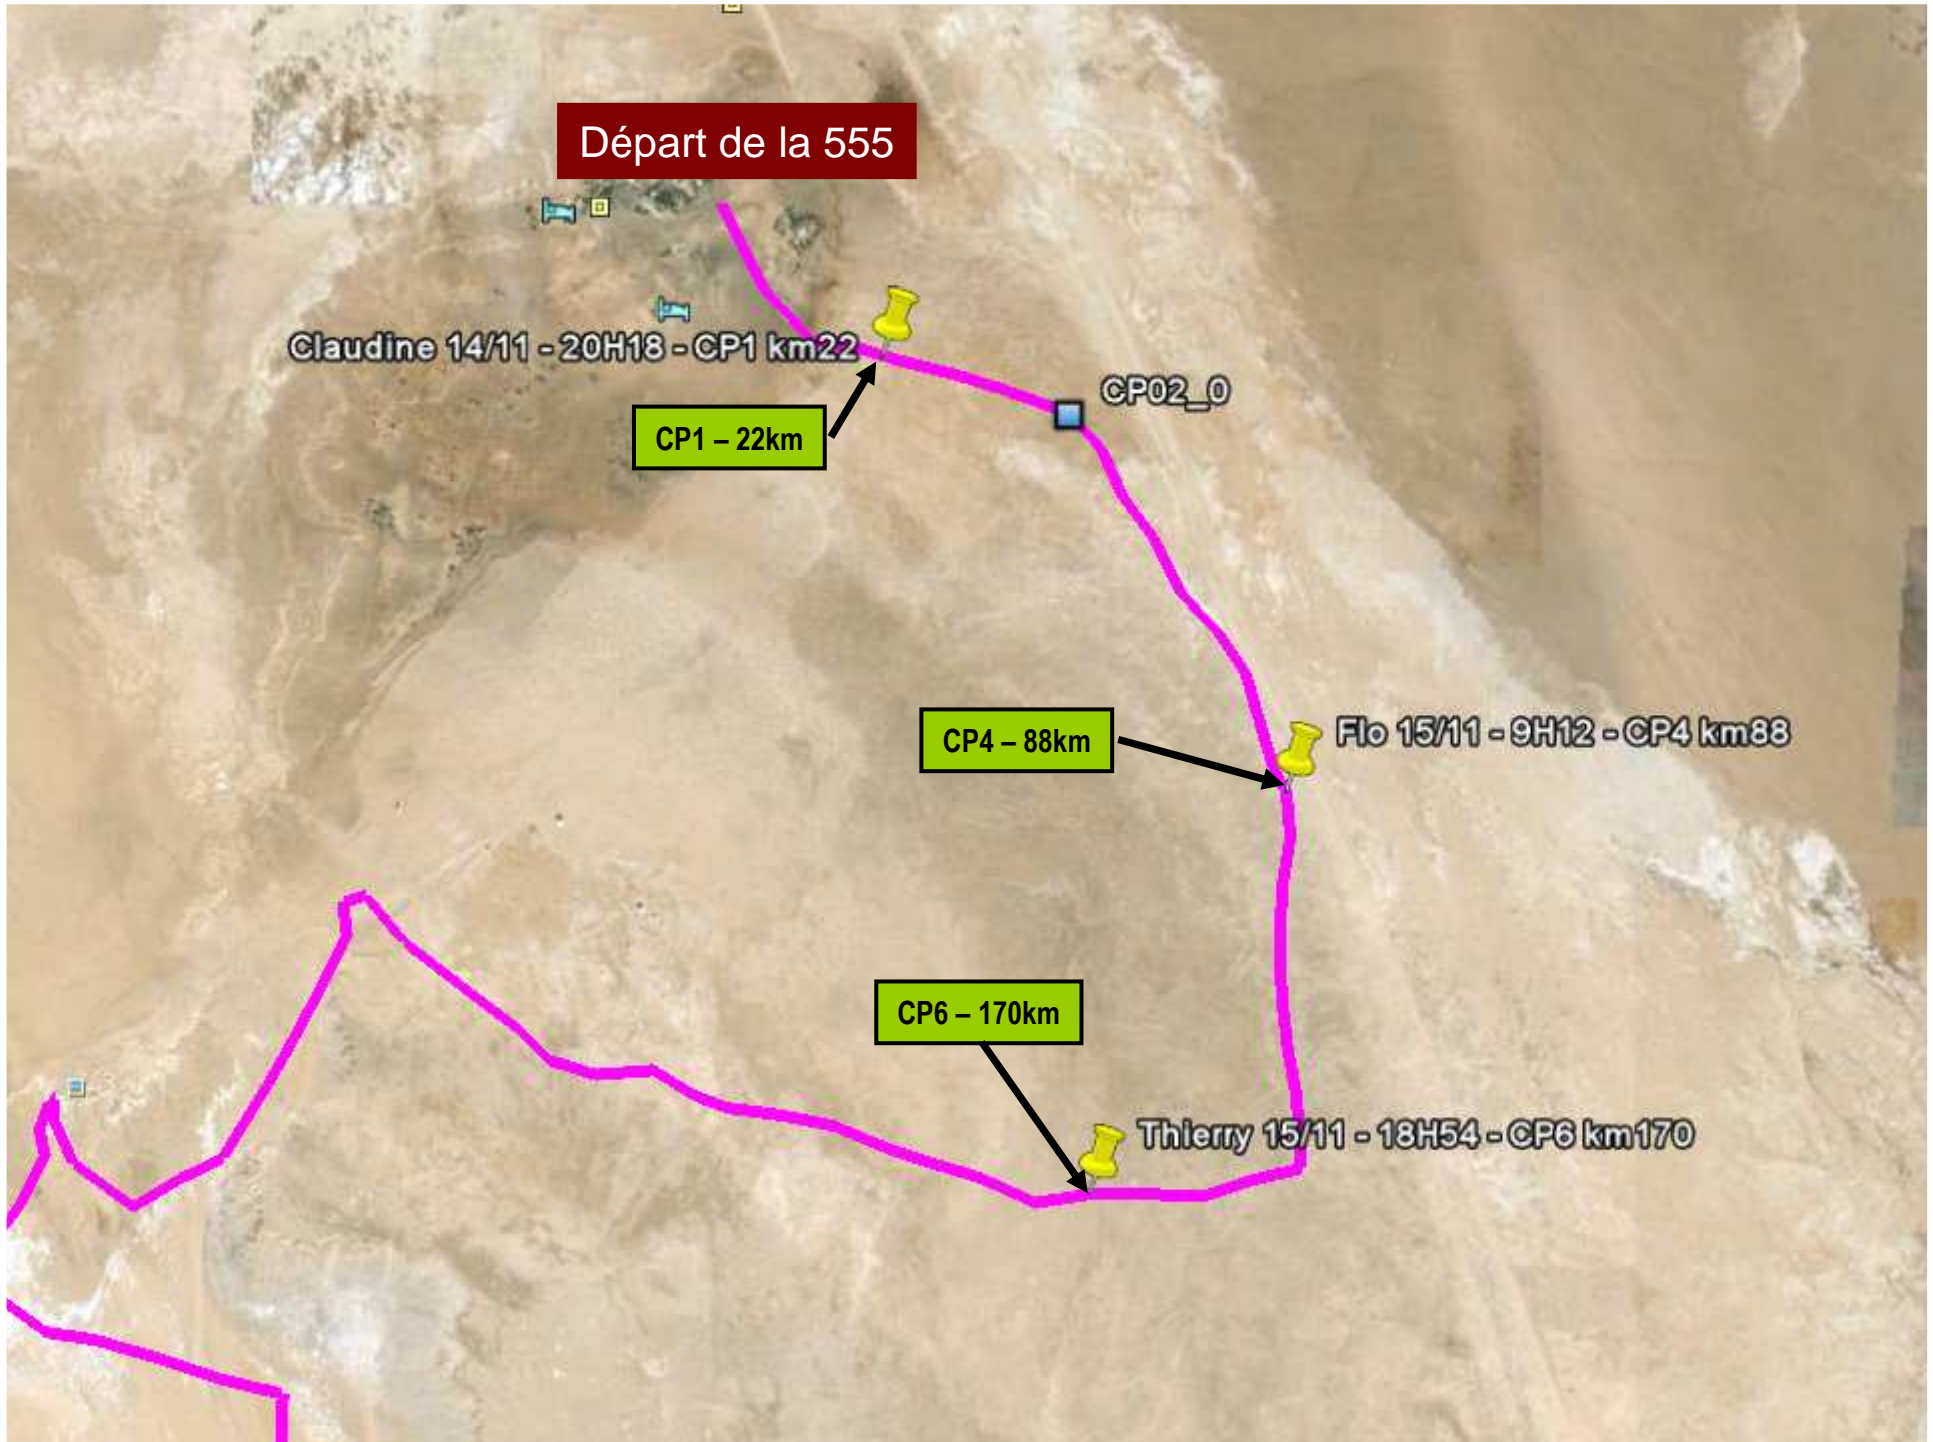 Départ de la 555
Claudine 14/11 - 20H18 - CP1 km22
CP02_0
CP1 – 22km
CP4 – 88km
Flo 15/11 - 9H12 - CP4 km88
CP6 – 170km
Thierry 15/11 - 18H54 - CP6 km170